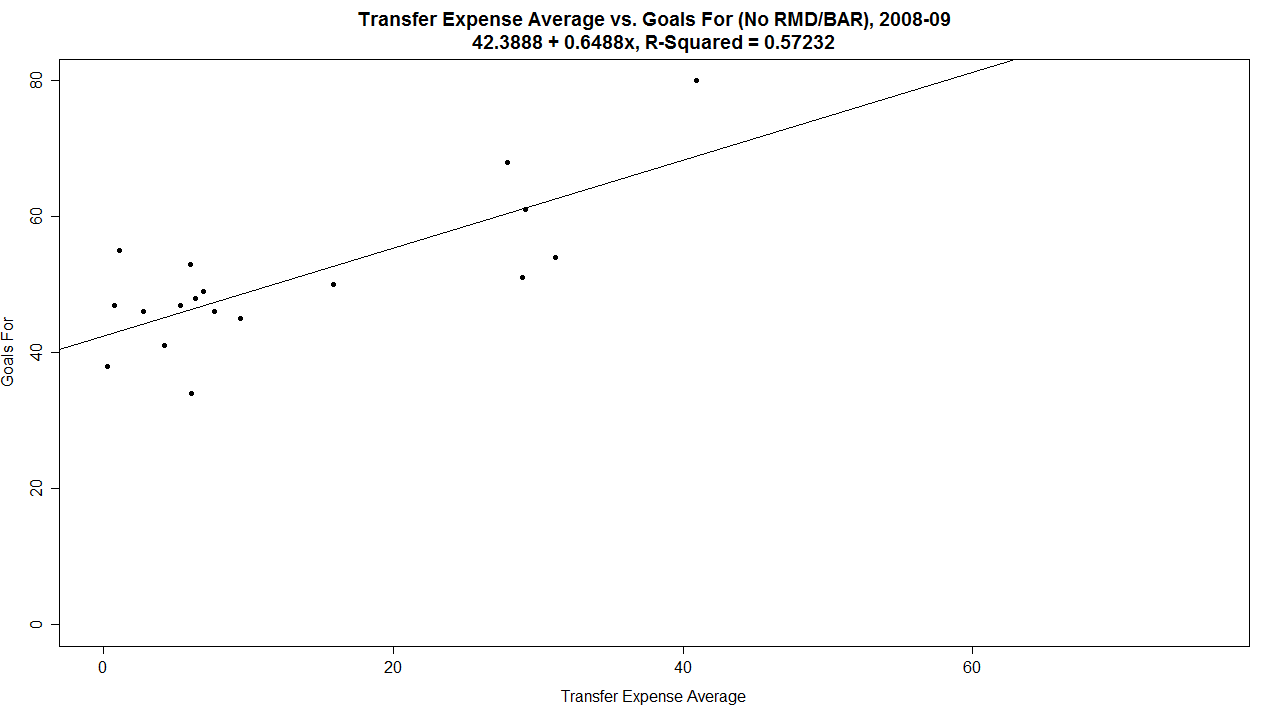 Transfer Expense Average vs. Goals For (No RMD/BAR), 2008-09
42.3888 + 0.6488x, R-Squared = 0.57232
80
60
40
20
0
Goals For
0 20 40 60
Transfer Expense Average